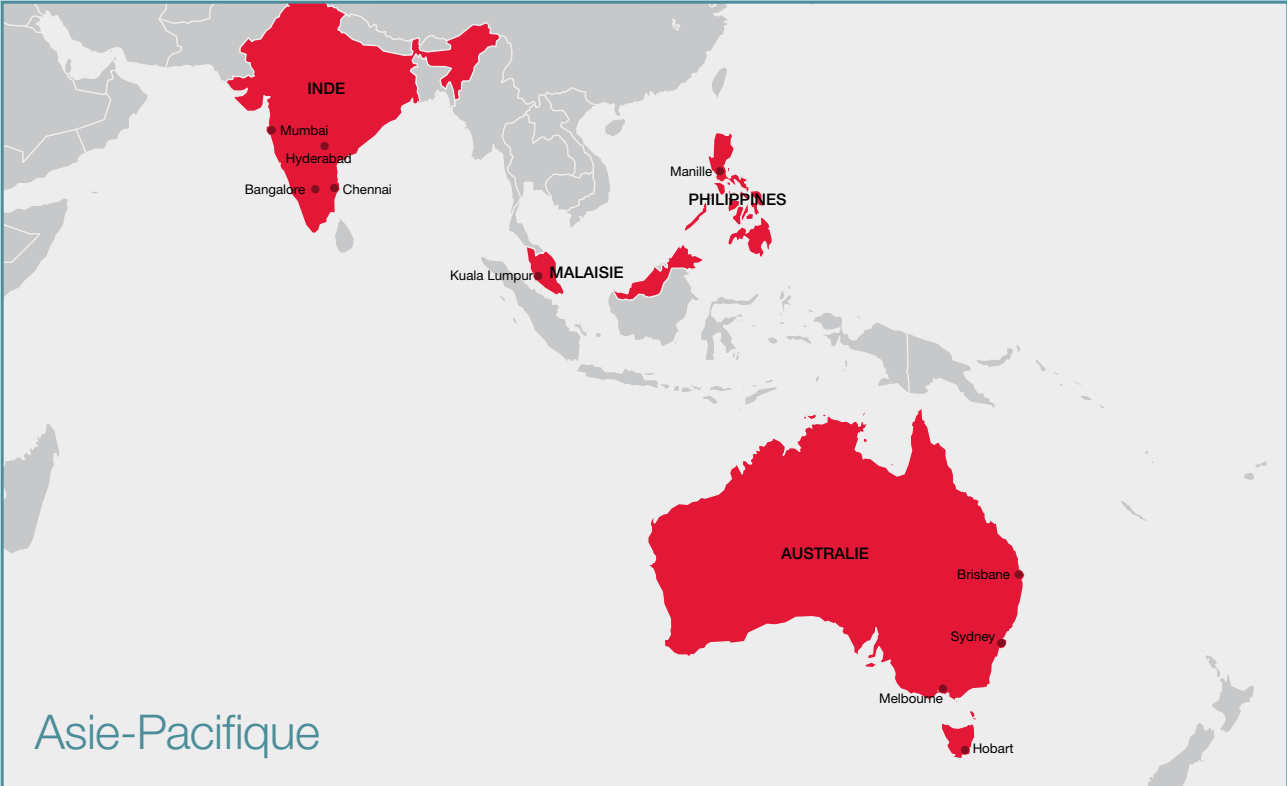 INDE
Mumbai
Hyderabad
Bangalore
Chennai
Manille
PHILIPPINES
Kuala Lumpur
MALAISIE
AUSTRALIE
Brisbane
Sydney
Melbourne
Asie-Pacifique
Hobart